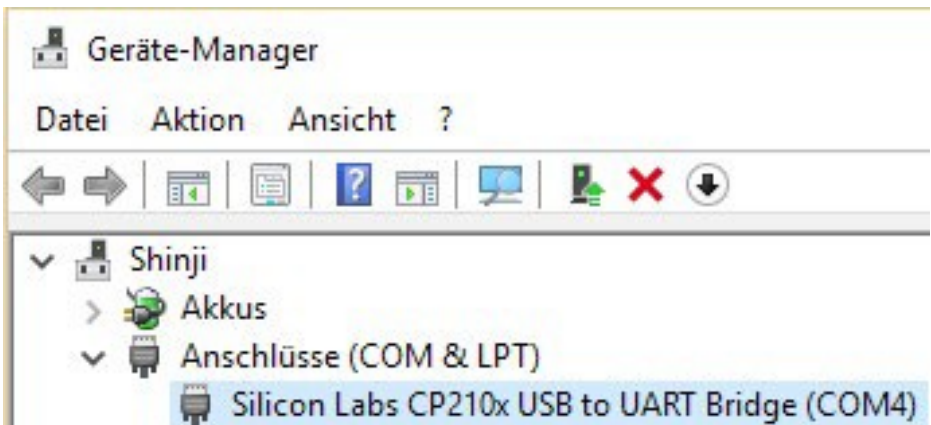 Geräte-Manager
Datei Aktion Ansicht ?
Shinji
Akkus
Anschlüsse (COM & LPT)
Silicon Labs CP210x USB to UART Bridge (COM4)